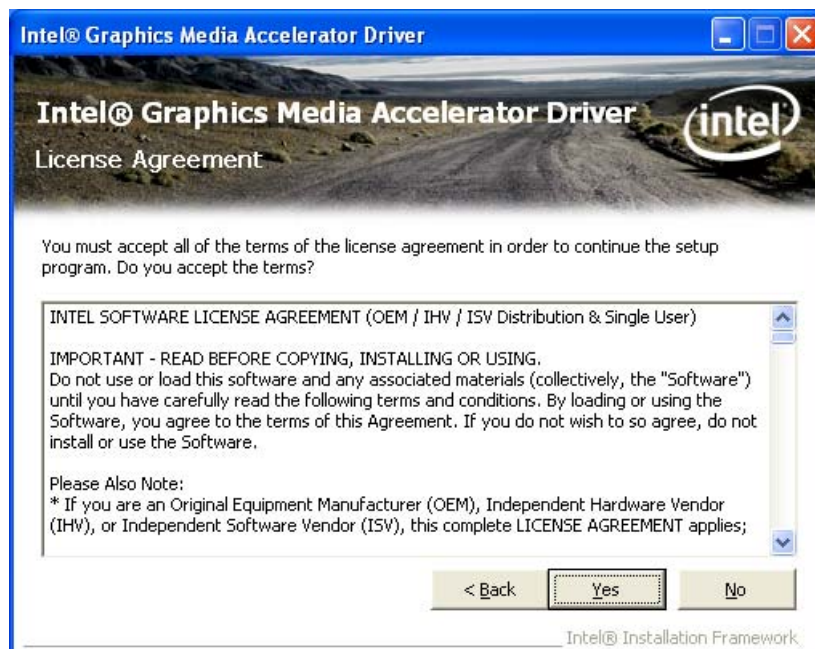 Intel® Graphics Media Accelerator Driver
Intel® Graphics Media Accelerator Driver
intel
License Agreement
You must accept all of the terms of the license agreement in order to continue the setup
program. Do you accept the terms?
INTEL SOFTWARE LICENSE AGREEMENT (OEM / IHV / ISV Distribution & Single User)
IMPORTANT - READ BEFORE COPYING, INSTALLING OR USING.
Do not use or load this software and any associated materials (collectively, the "Software")
until you have carefully read the following terms and conditions. By loading or using the
Software, you agree to the terms of this Agreement. If you do not wish to so agree, do not
install or use the Software.
Please Also Note:
* If you are an Original Equipment Manufacturer (OEM), Independent Hardware Vendor
(IHV), or Independent Software Vendor (ISV), this complete LICENSE AGREEMENT applies;
< Back
Yes
No
Intel® Installation Framework